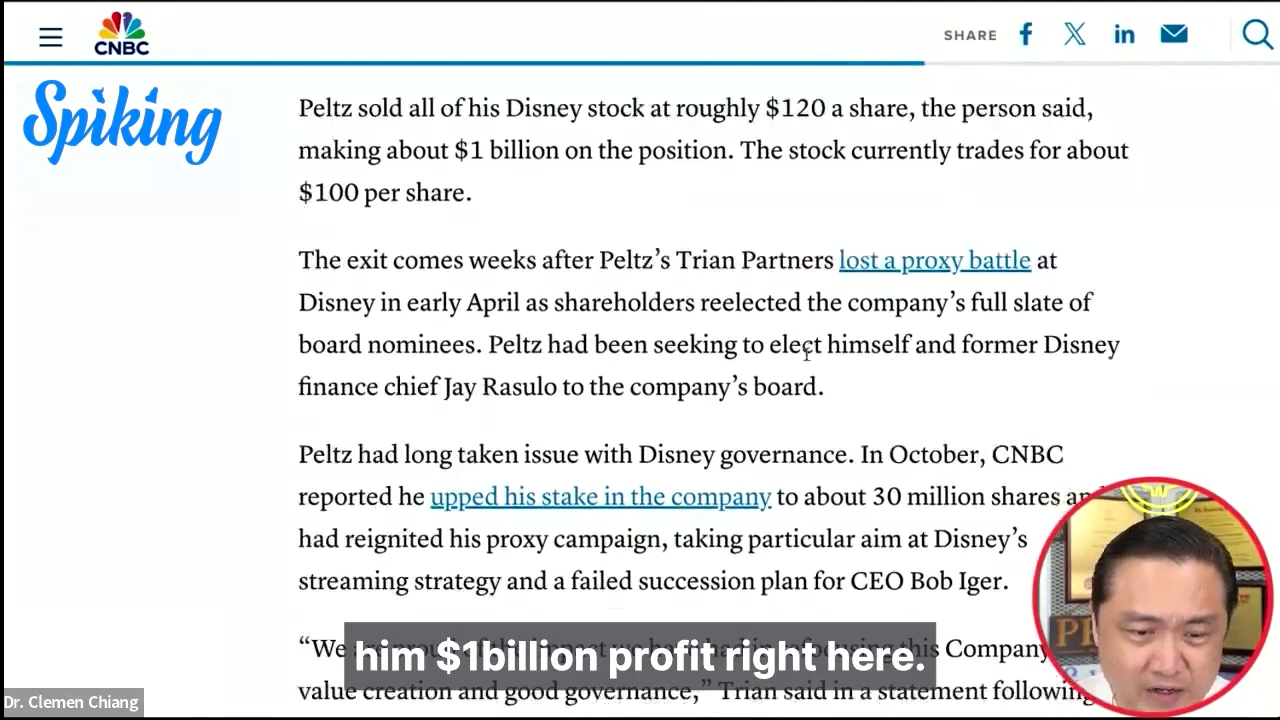 CNBC
SHARE
Spiking
Peltz sold all of his Disney stock at roughly $120 a share, the person said,
making about $1 billion on the position. The stock currently trades for about
$100 per share.
The exit comes weeks after Peltz’s Trian Partners lost a proxy battle at
Disney in early April as shareholders reelected the company’s full slate of
board nominees. Peltz had been seeking to elect himself and former Disney
finance chief Jay Rasulo to the company’s board.
Peltz had long taken issue with Disney governance. In October, CNBC
reported he upped his stake in the company to about 30 million shares and
had reignited his proxy campaign, taking particular aim at Disney’s
streaming strategy and a failed succession plan for CEO Bob Iger.
“We this Company
him $1billion profit right here.
value creation and good governance,” Trian said in a statement following
Dr. Clemen Chiang